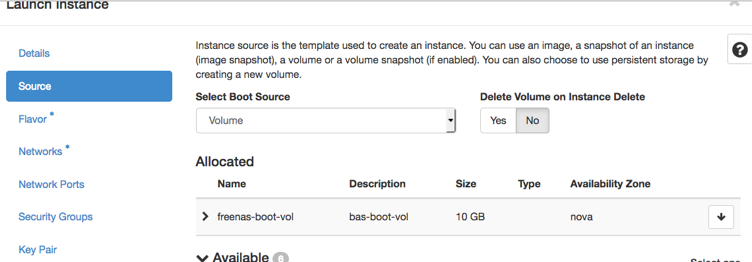 Launch Instance
Details
Source
Flavor *
Networks *
Network Ports
Security Groups
Key Pair
Instance source is the template used to create an instance. You can use an image, a snapshot of an instance
(image snapshot), a volume or a volume snapshot (if enabled). You can also choose to use persistent storage by
creating a new volume.
?
Select Boot Source
Delete Volume on Instance Delete
Volume
Yes No
Allocated
Name Description Size Type Availability Zone
freenas-boot-vol bas-boot-vol 10 GB nova
Available 6
Select one